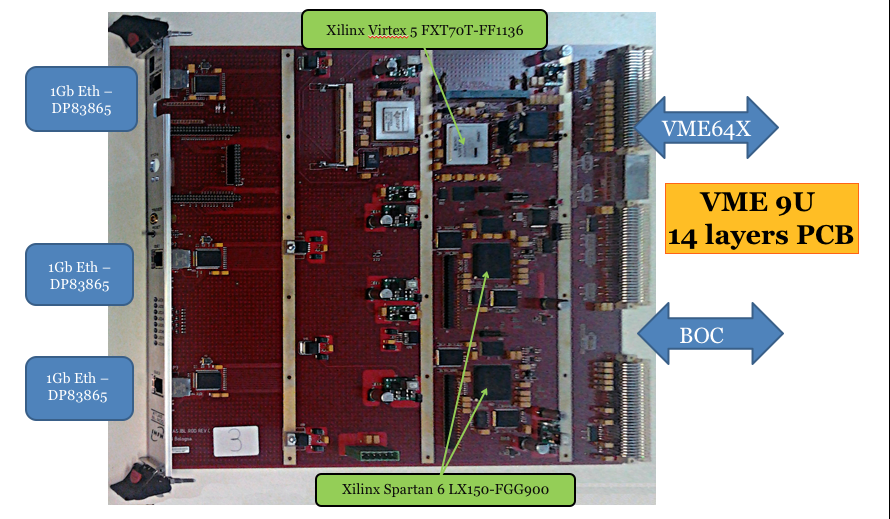 Xilinx Virtex 5 FXT70T-FF1136
1Gb Eth –
DP83865
VME64X
VME 9U
14 layers PCB
1Gb Eth –
DP83865
BOC
1Gb Eth –
DP83865
3
Xilinx Spartan 6 LX150-FGG900